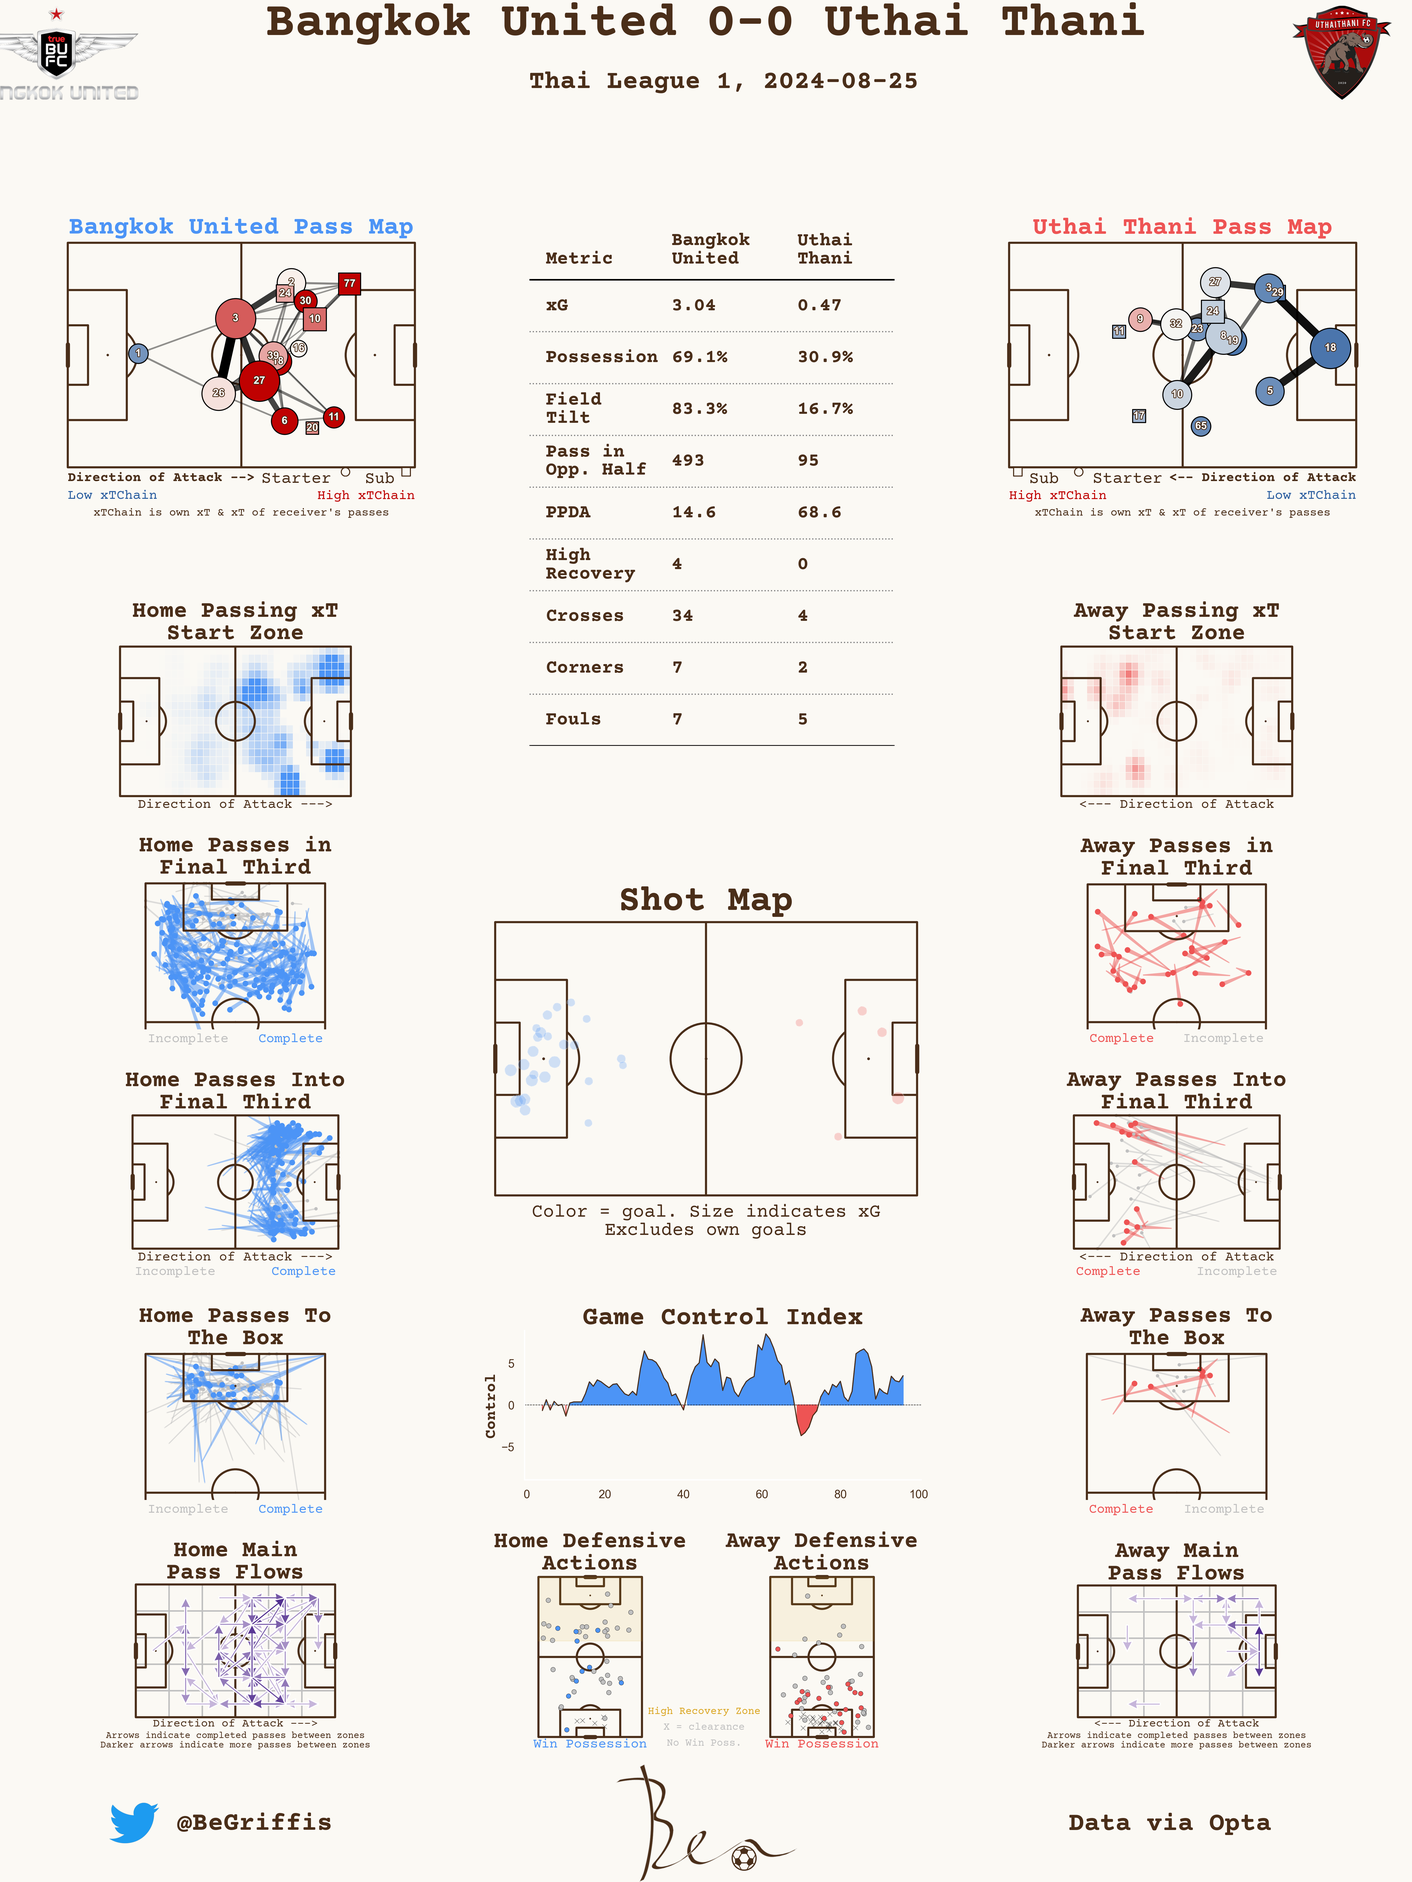 Bangkok United 0-0 Uthai Thani
Thai League 1, 2024-08-25
true
BU
FC
NGKOK UNITED
UTHAITHANI FC
Bangkok United Pass Map
2
24
77
30
3
10
16
39
18
1
27
26
6
11
20
Direction of Attack --> Starter Sub
Low xTChain High xTChain
xTChain is own xT & xT of receiver's passes
Metric Bangkok United Uthai Thani
xG 3.04 0.47
Possession 69.1% 30.9%
Field Tilt 83.3% 16.7%
Pass in Opp. Half 493 95
PPDA 14.6 68.6
High Recovery 4 0
Crosses 34 4
Corners 7 2
Fouls 7 5
Uthai Thani Pass Map
27
3
29
24
9
32
11
23
8
19
18
10
5
17
65
Sub Starter <-- Direction of Attack
High xTChain Low xTChain
xTChain is own xT & xT of receiver's passes
Home Passing xT
Start Zone
Direction of Attack --->
Away Passing xT
Start Zone
<--- Direction of Attack
Home Passes in
Final Third
Incomplete Complete
Away Passes in
Final Third
Complete Incomplete
Shot Map
Color = goal. Size indicates xG
Excludes own goals
Home Passes Into
Final Third
Direction of Attack --->
Incomplete Complete
Away Passes Into
Final Third
<--- Direction of Attack
Complete Incomplete
Home Passes To
The Box
Incomplete Complete
Game Control Index
Control
5
0
−5
0 20 40 60 80 100
Away Passes To
The Box
Complete Incomplete
Home Main
Pass Flows
Direction of Attack --->
Arrows indicate completed passes between zones
Darker arrows indicate more passes between zones
Home Defensive
Actions
Win Possession
Away Defensive
Actions
Win Possession
High Recovery Zone
X = clearance
No Win Poss.
Away Main
Pass Flows
<--- Direction of Attack
Arrows indicate completed passes between zones
Darker arrows indicate more passes between zones
@BeGriffis
Ben
Data via Opta